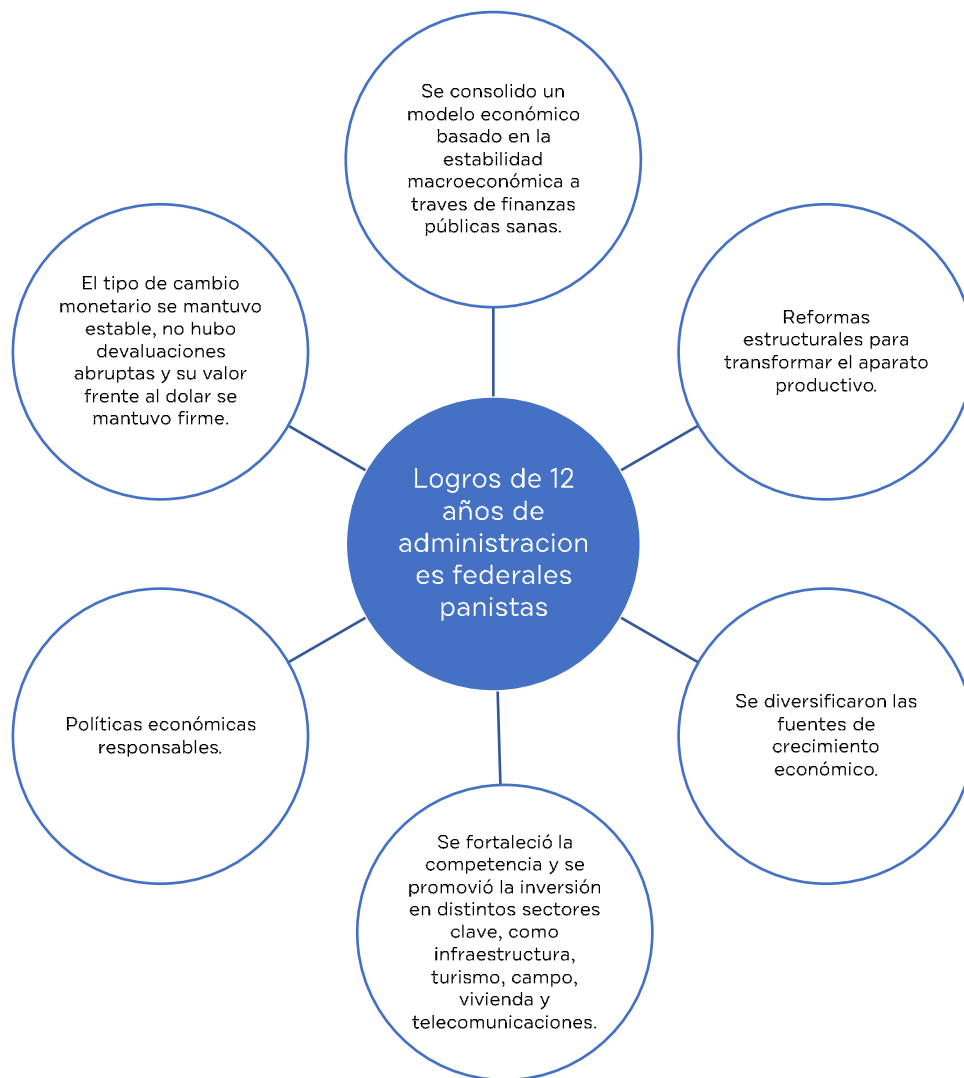 Se consolido un
modelo económico
basado en la
estabilidad
macroeconómica a
traves de finanzas
públicas sanas.
Reformas
estructurales para
transformar el aparato
productivo.
Se diversificaron las
fuentes de
crecimiento
económico.
Se fortaleció la
competencia y se
promovió la inversión
en distintos sectores
clave, como
infraestructura,
turismo, campo,
vivienda y
telecomunicaciones.
Políticas económicas
responsables.
El tipo de cambio
monetario se mantuvo
estable, no hubo
devaluaciones
abruptas y su valor
frente al dolar se
mantuvo firme.
Logros de 12
años de
administracion
es federales
panistas